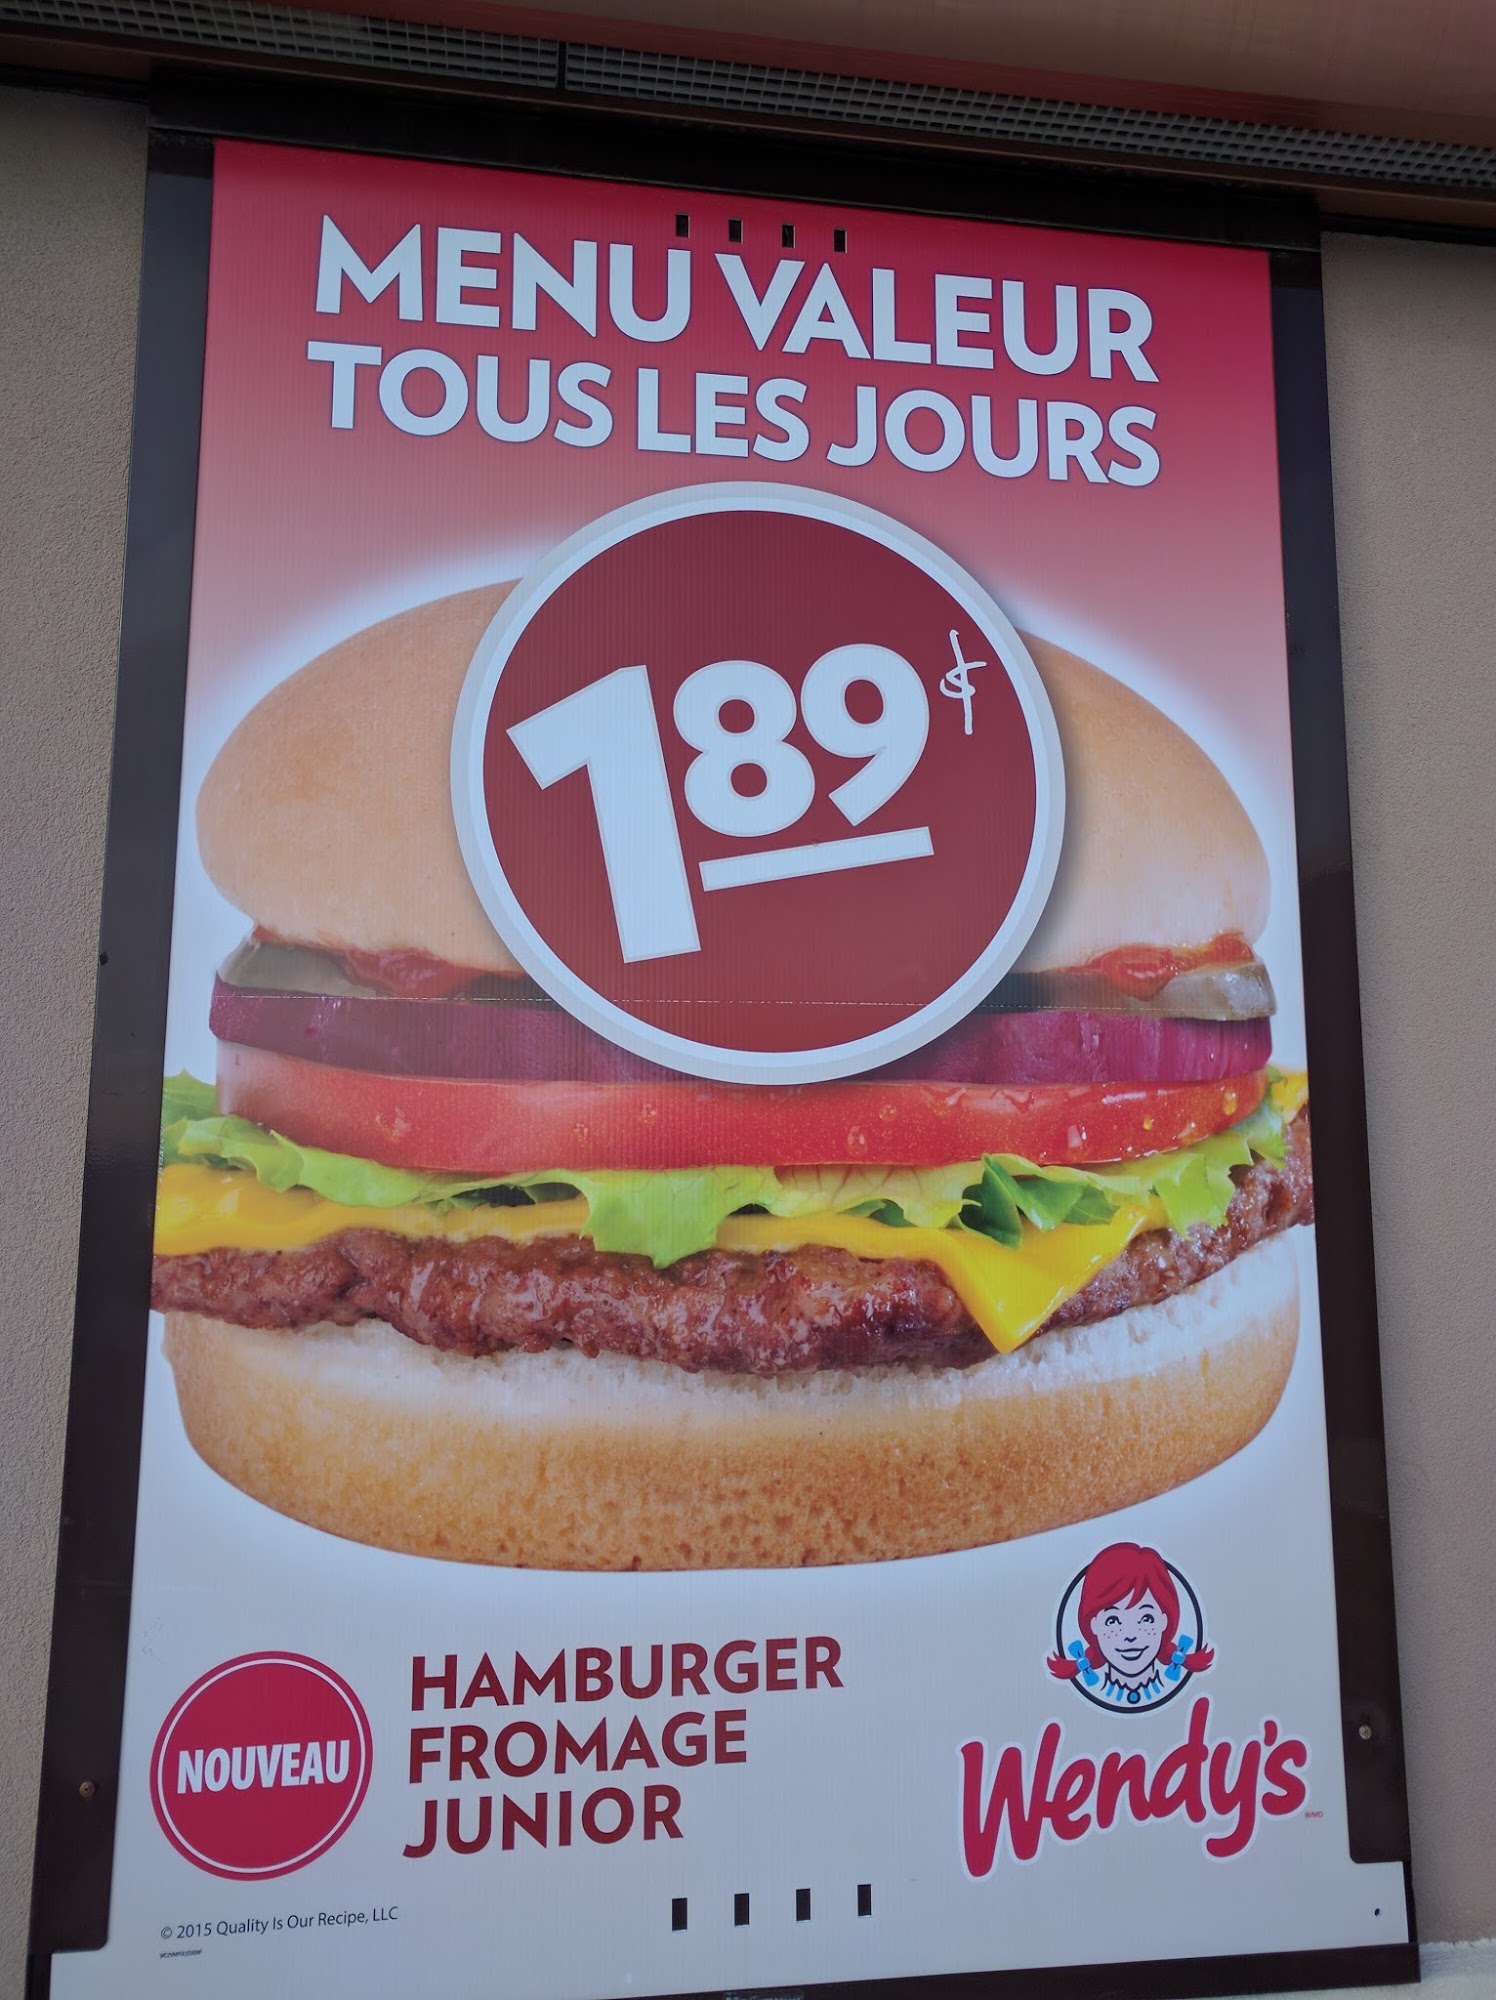 MENU VALEUR
TOUS LES JOURS
1 89 $
NOUVEAU
HAMBURGER
FROMAGE
JUNIOR
Wendy's
© 2015 Quality Is Our Recipe, LLC